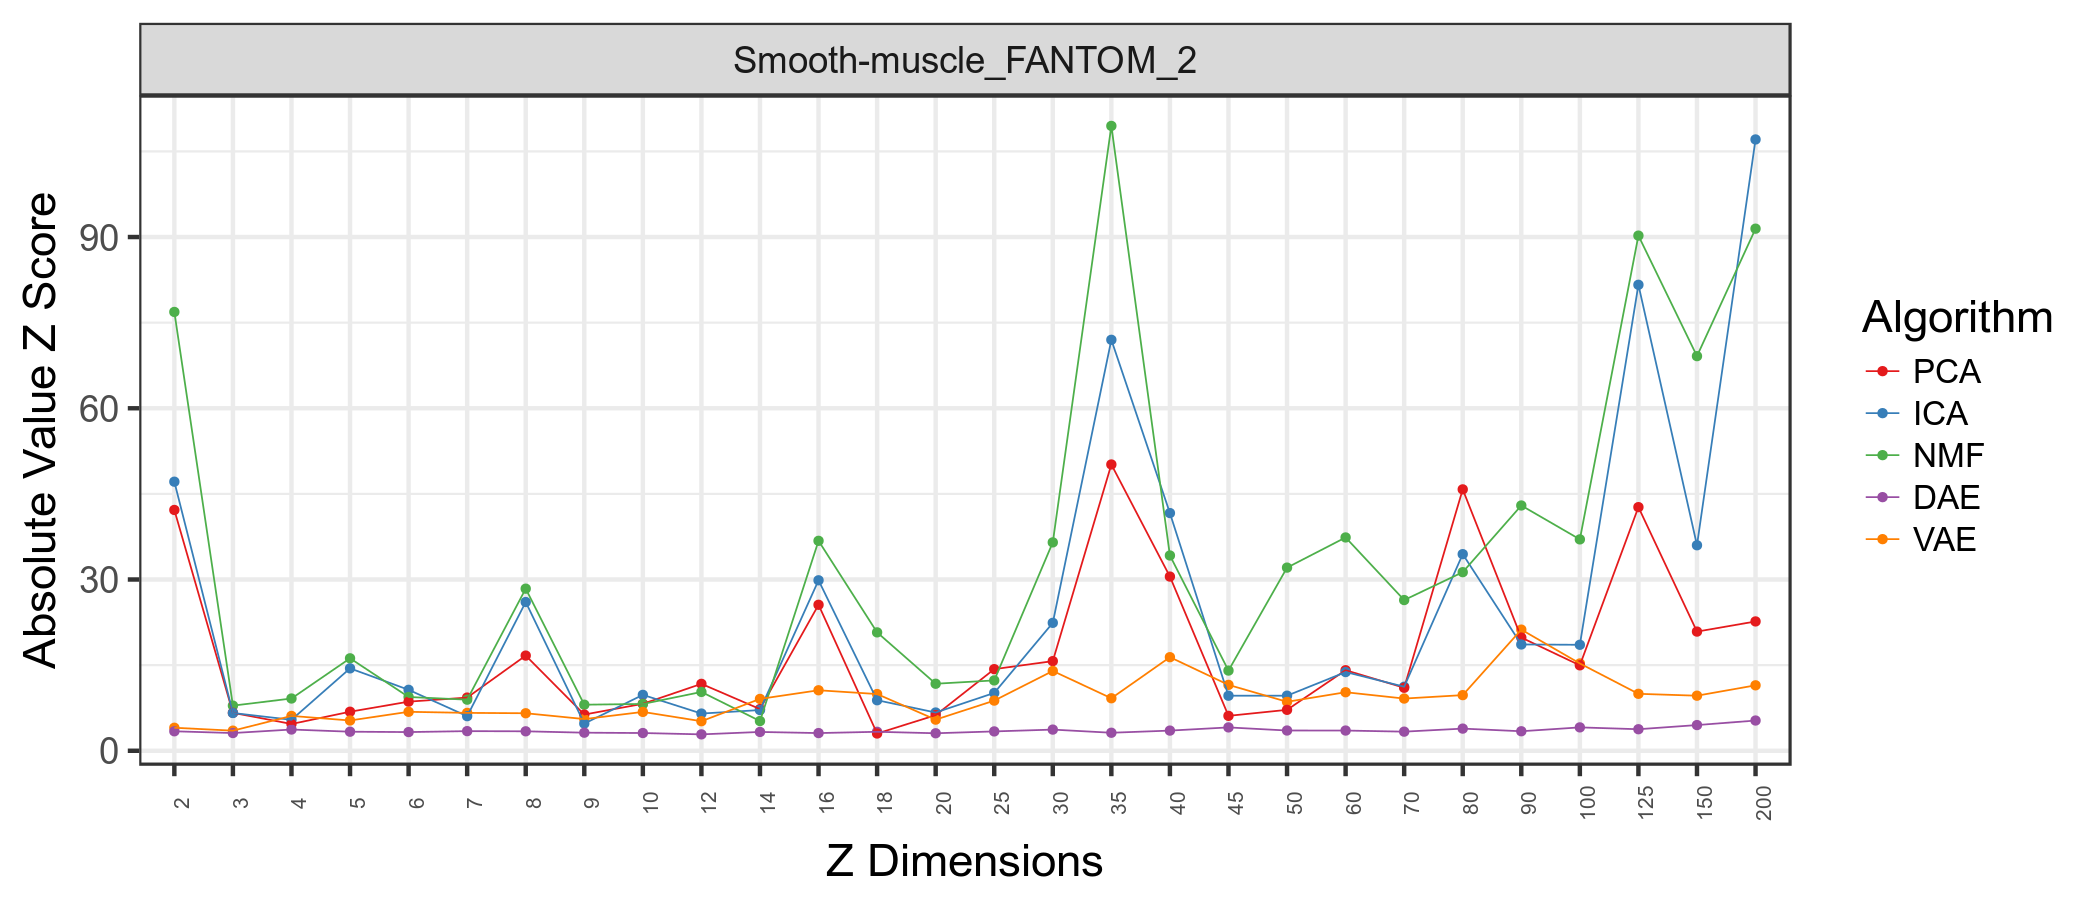 Smooth-muscle_FANTOM_2
Absolute Value Z Score
90
60
30
0
2 3 4 5 6 7 8 9 10 12 14 16 18 20 25 30 35 40 45 50 60 70 80 90 100 125 150 200
Z Dimensions
Algorithm
PCA
ICA
NMF
DAE
VAE